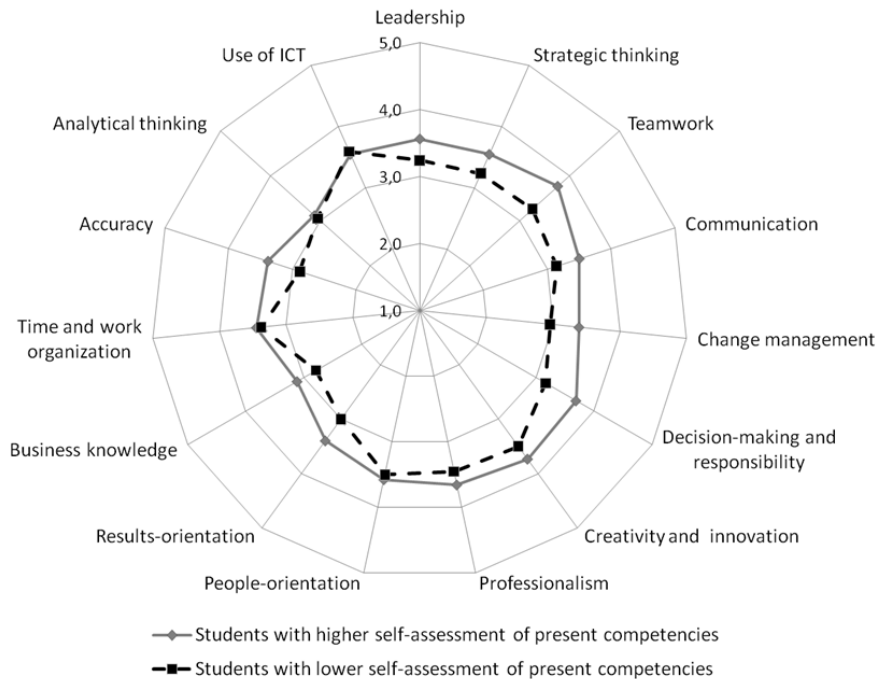 Leadership
5,0
Use of ICT
Strategic thinking
4,0
Analytical thinking
Teamwork
3,0
Accuracy
Communication
2,0
1,0
Time and work
organization
Change management
Business knowledge
Decision-making and
responsibility
Results-orientation
Creativity and innovation
People-orientation
Professionalism
Students with higher self-assessment of present competencies
Students with lower self-assessment of present competencies